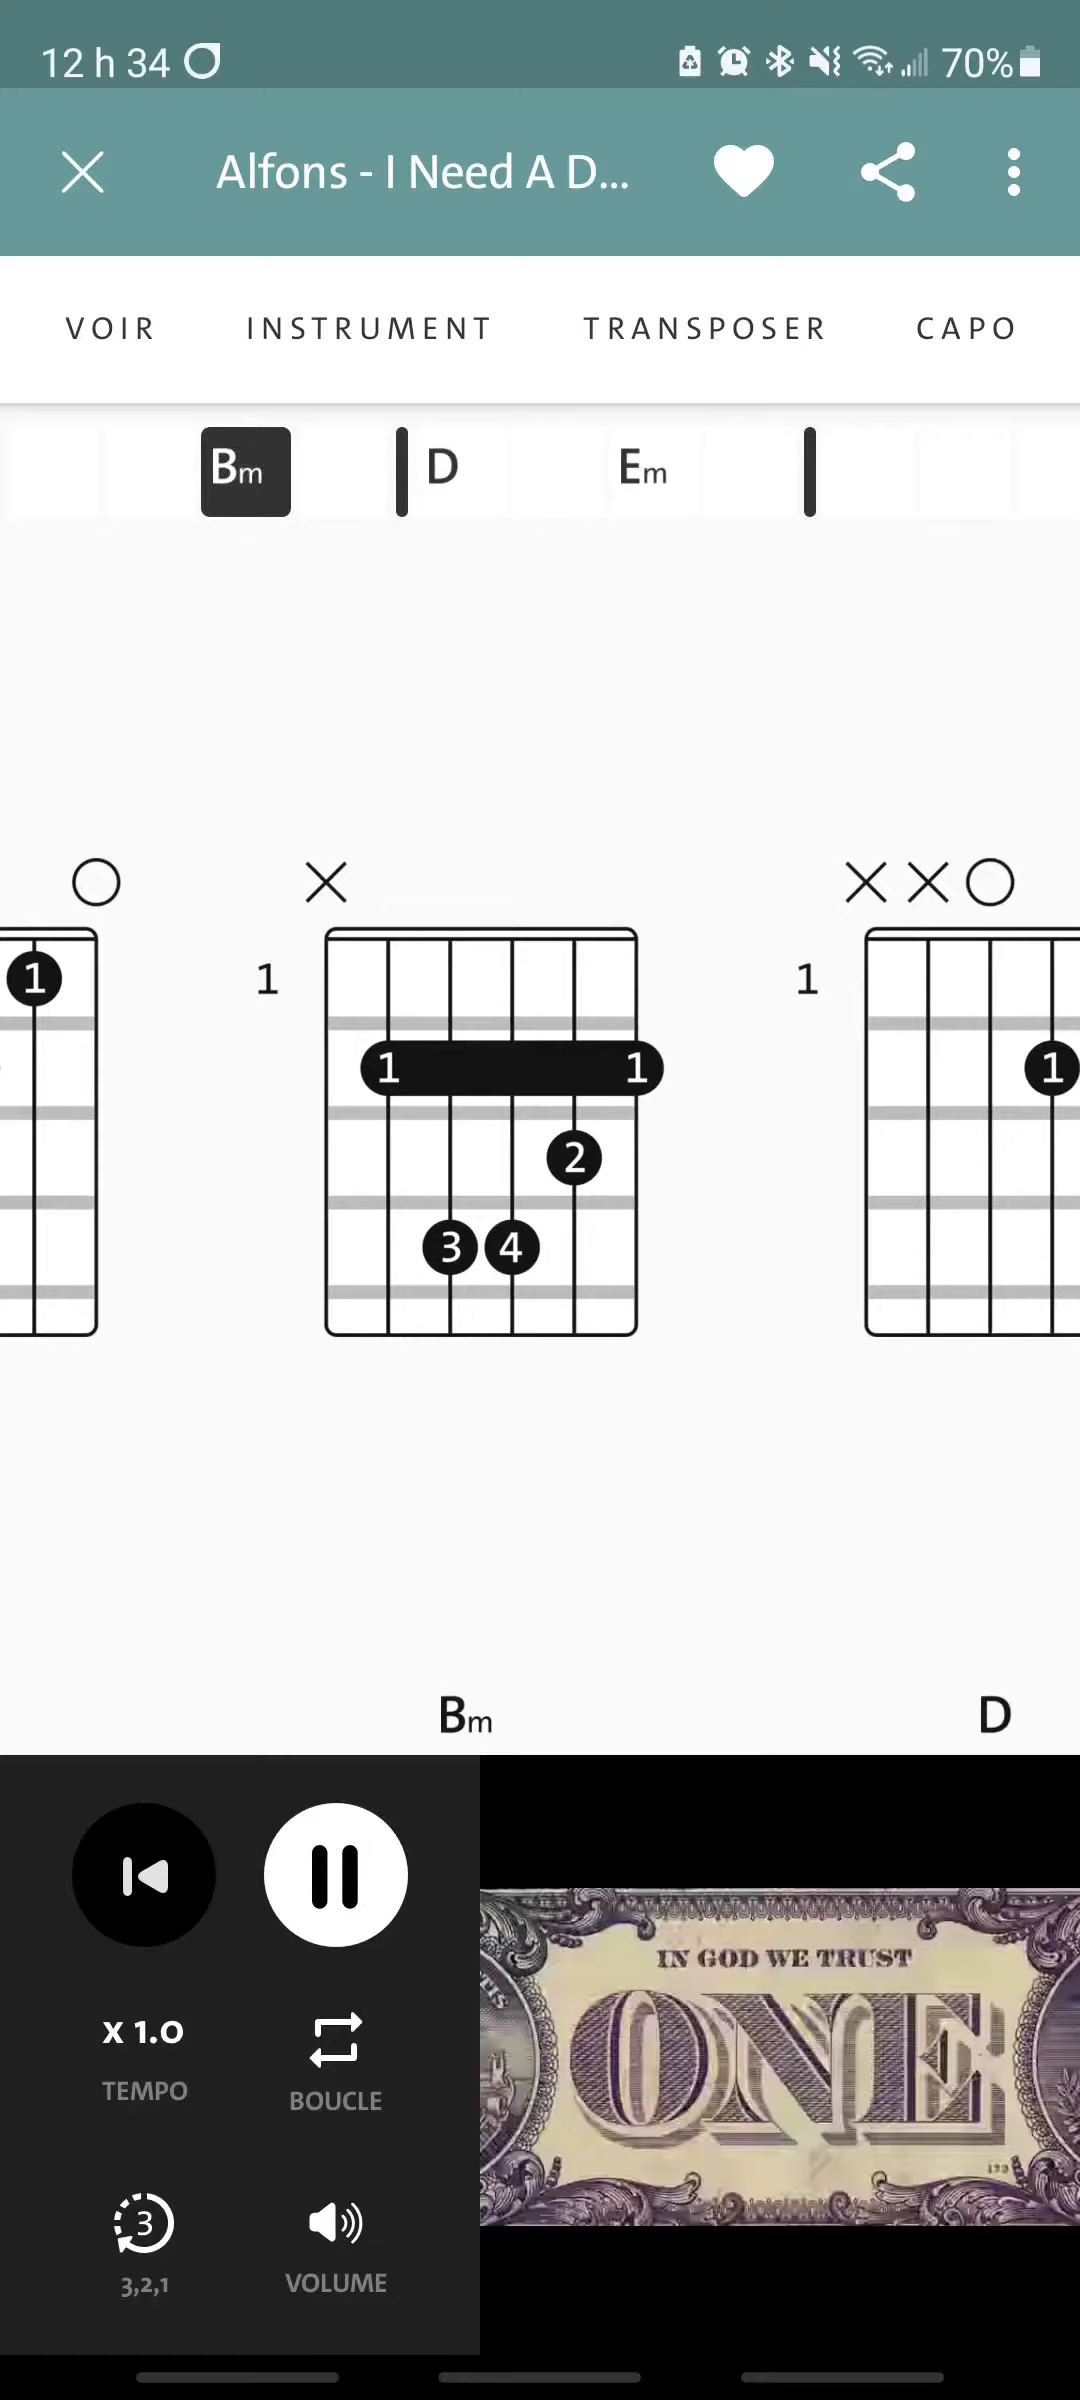 12 h 34 70%
Alfons - I Need A D...
VOIR INSTRUMENT TRANSPOSER CAPO
Bm D Em
1 1 1
1 1 1
2
3 4
Bm D
IN GOD WE TRUST
ONE
X 1.0
TEMPO BOUCLE
3
3,2,1 VOLUME